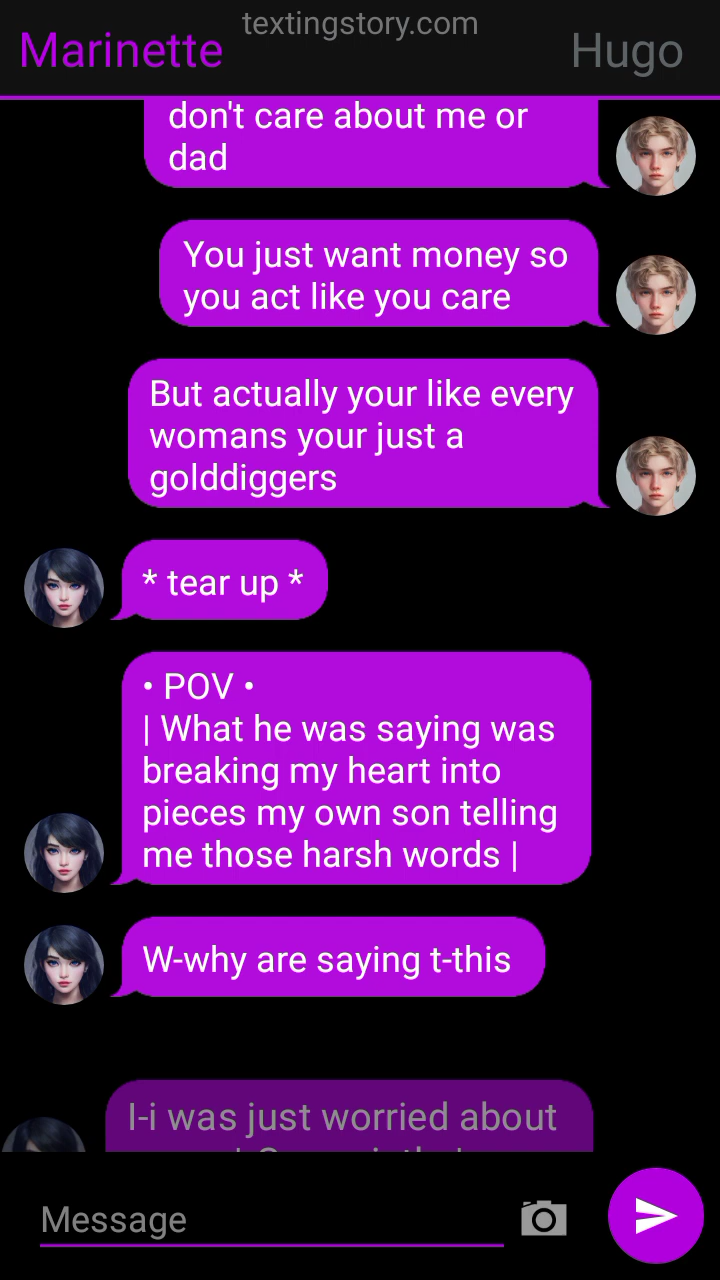 textingstory.com
Marinette
Hugo
don't care about me or
dad
You just want money so
you act like you care
But actually your like every
womans your just a
golddiggers
* tear up *
• POV •
| What he was saying was
breaking my heart into
pieces my own son telling
me those harsh words |
W-why are saying t-this
I-i was just worried about
Message